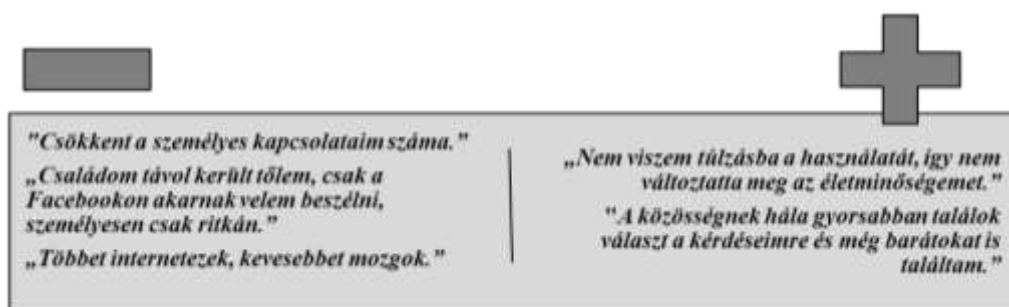 "Csökkent a személyes kapcsolataim száma."
„Családom távol került tőlem, csak a
Facebookon akarnak velem beszélni,
személyesen csak ritkán."
„Többet internetezek, kevesebbet mozgok."
„Nem viszem túlzásba a használatát, így nem
változtatta meg az életminőségemet."
"A közösségnek hála gyorsabban találok
választ a kérdéseimre és még barátokat is
találtam."